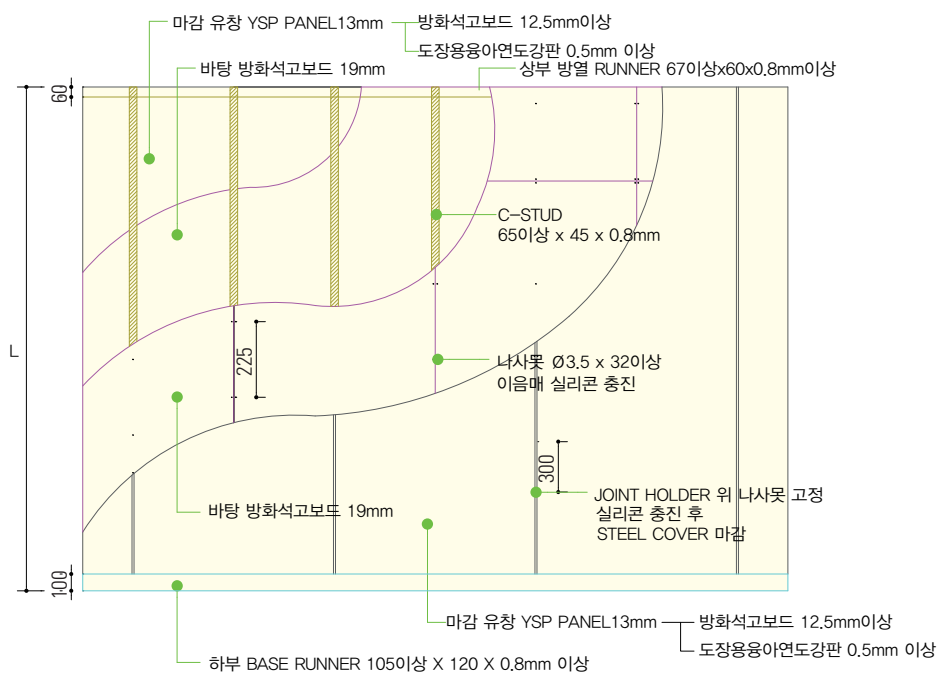 마감 유창 YSP PANEL13mm
방화석고보드 12.5mm이상
도장용융아연도강판 0.5mm 이상
바탕 방화석고보드 19mm
상부 방열 RUNNER 67이상x60x0.8mm이상
60
C-STUD
65이상 x 45 x 0.8mm
L
225
나사못 Ø3.5 x 32이상
이음매 실리콘 충진
300
JOINT HOLDER 위 나사못 고정
실리콘 충진 후
STEEL COVER 마감
바탕 방화석고보드 19mm
100
마감 유창 YSP PANEL13mm
방화석고보드 12.5mm이상
도장용융아연도강판 0.5mm 이상
하부 BASE RUNNER 105이상 X 120 X 0.8mm 이상